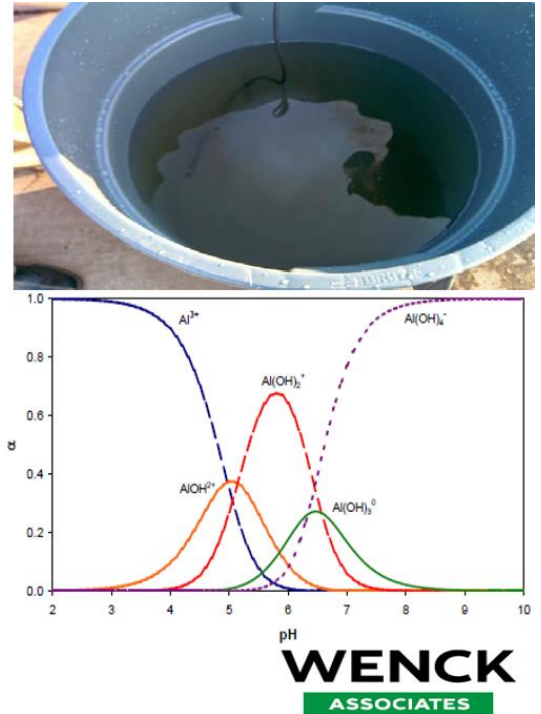 1.0
Al³⁺
Al(OH)₄⁻
0.8
Al(OH)₂⁺
0.6
α
0.4
AlOH²⁺
Al(OH)₃⁰
0.2
0.0
2 3 4 5 6 7 8 9 10
pH
WENCK
ASSOCIATES